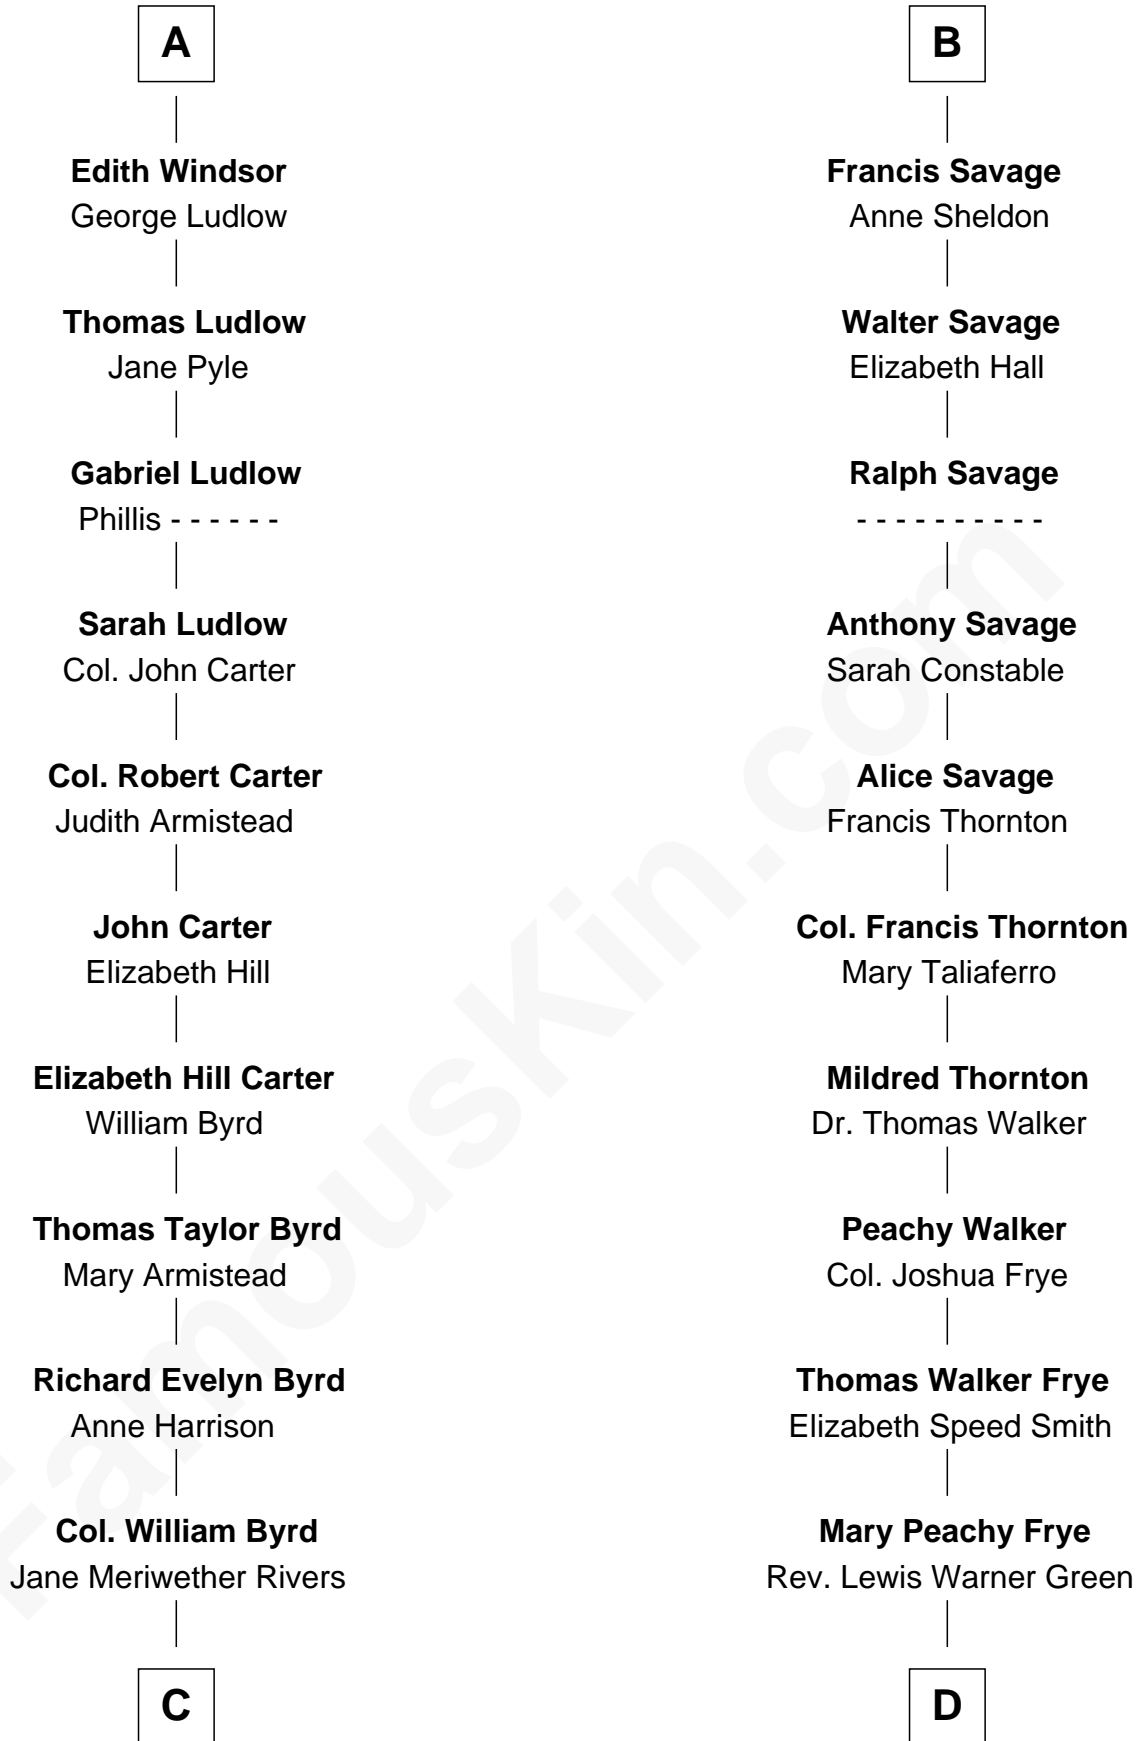 A
Edith Windsor
George Ludlow
Thomas Ludlow
Jane Pyle
Gabriel Ludlow
Phillis - - - - - -
Sarah Ludlow
Col. John Carter
Col. Robert Carter
Judith Armistead
John Carter
Elizabeth Hill
Elizabeth Hill Carter
William Byrd
Thomas Taylor Byrd
Mary Armistead
Richard Evelyn Byrd
Anne Harrison
Col. William Byrd
Jane Meriwether Rivers
C
B
Francis Savage
Anne Sheldon
Walter Savage
Elizabeth Hall
Ralph Savage
- - - - - - - - - -
Anthony Savage
Sarah Constable
Alice Savage
Francis Thornton
Col. Francis Thornton
Mary Taliaferro
Mildred Thornton
Dr. Thomas Walker
Peachy Walker
Col. Joshua Frye
Thomas Walker Frye
Elizabeth Speed Smith
Mary Peachy Frye
Rev. Lewis Warner Green
D
FamousKin.com